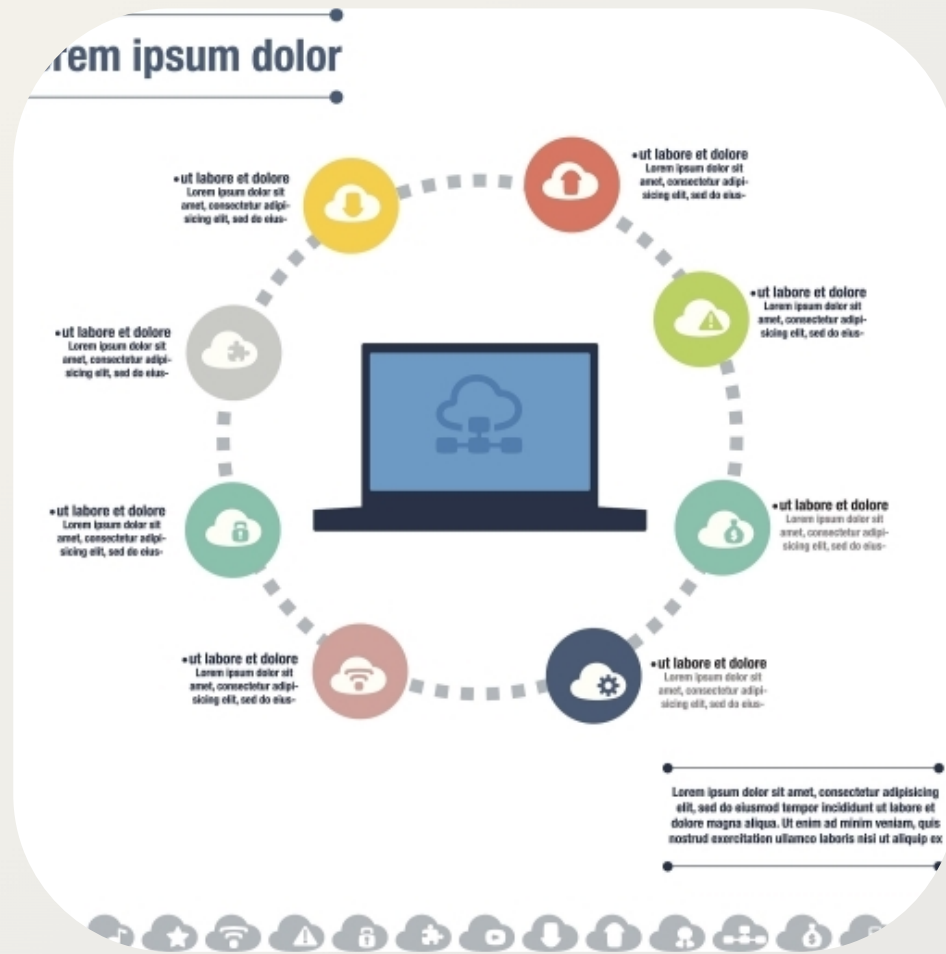 rem ipsum dolor
•ut labore et dolore
Lorem ipsum dolor sit
amet, consectetur adipi-
sicing elit, sed do eius-
•ut labore et dolore
Lorem ipsum dolor sit
amet, consectetur adipi-
sicing elit, sed do eius-
•ut labore et dolore
Lorem ipsum dolor sit
amet, consectetur adipi-
sicing elit, sed do eius-
•ut labore et dolore
Lorem ipsum dolor sit
amet, consectetur adipi-
sicing elit, sed do eius-
•ut labore et dolore
Lorem ipsum dolor sit
amet, consectetur adipi-
sicing elit, sed do eius-
•ut labore et dolore
Lorem ipsum dolor sit
amet, consectetur adipi-
sicing elit, sed do eius-
•ut labore et dolore
Lorem ipsum dolor sit
amet, consectetur adipi-
sicing elit, sed do eius-
•ut labore et dolore
Lorem ipsum dolor sit
amet, consectetur adipi-
sicing elit, sed do eius-
Lorem ipsum dolor sit amet, consectetur adipisicing
elit, sed do eiusmod tempor incididunt ut labore et
dolore magna aliqua. Ut enim ad minim veniam, quis
nostrud exercitation ullamco laboris nisi ut aliquip ex